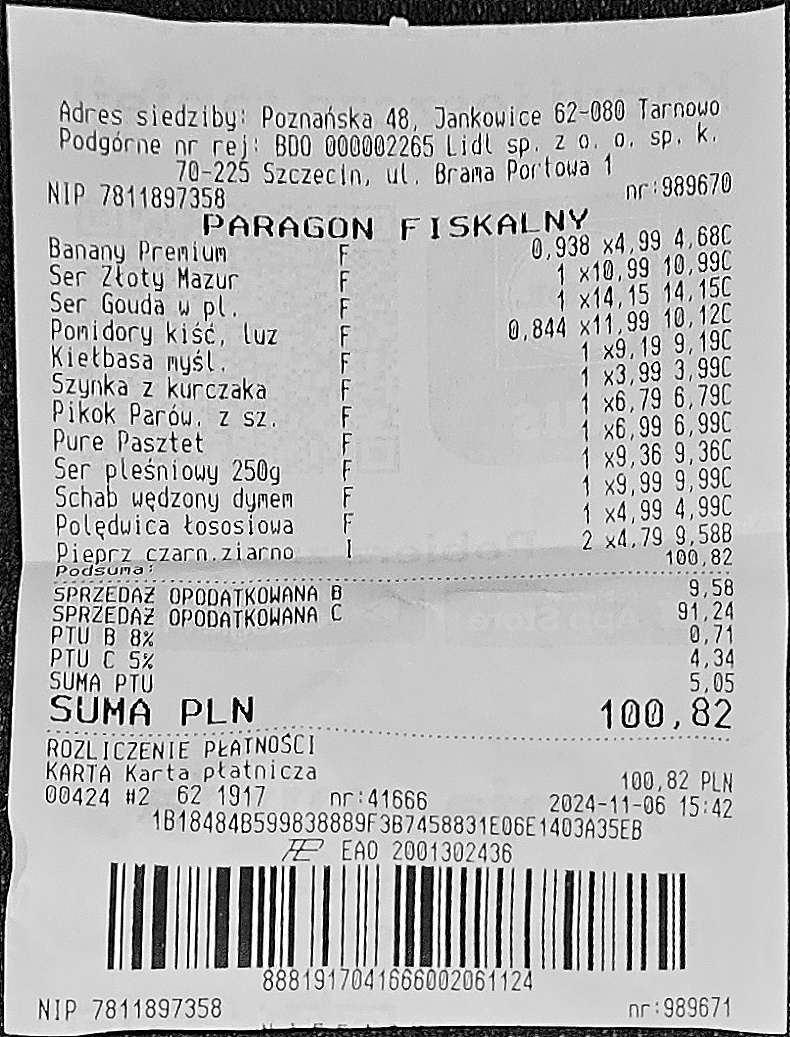 Adres siedziby: Poznańska 48, Jankowice 62-080 Tarnowo
Podgórne nr rej: BDO 000002265 Lidl sp. z o. o. sp. k.
70-225 Szczecin, ul. Brama Portowa 1
NIP 7811897358 nr:989670
PARAGON FISKALNY
Banany Premium F 0,938 x4,99 4,68C
Ser Złoty Mazur F 1 x10,99 10,99C
Ser Gouda w pl. F 1 x14,15 14,15C
Pomidory kiść, luz F 0,844 x11,99 10,12C
Kiełbasa myśl. F 1 x9,19 9,19C
Szynka z kurczaka F 1 x3,99 3,99C
Pikok Parów. z sz. F 1 x6,79 6,79C
Pure Pasztet F 1 x6,99 6,99C
Ser pleśniowy 250g F 1 x9,36 9,36C
Schab wędzony dymem F 1 x9,99 9,99C
Polędwica łososiowa F 1 x4,99 4,99C
Pieprz czarn.ziarno I 2 x4,79 9,58B
Podsuma: 100,82
SPRZEDAŻ OPODATKOWANA B 9,58
SPRZEDAŻ OPODATKOWANA C 91,24
PTU B 8% 0,71
PTU C 5% 4,34
SUMA PTU 5,05
SUMA PLN 100,82
ROZLICZENIE PŁATNOŚCI
KARTA Karta płatnicza 100,82 PLN
00424 #2 62 1917 nr:41666 2024-11-06 15:42
1B18484B599838889F3B7458831E06E1403A35EB
EAO 2001302436
88819170416660020611​24
NIP 7811897358 nr:989671